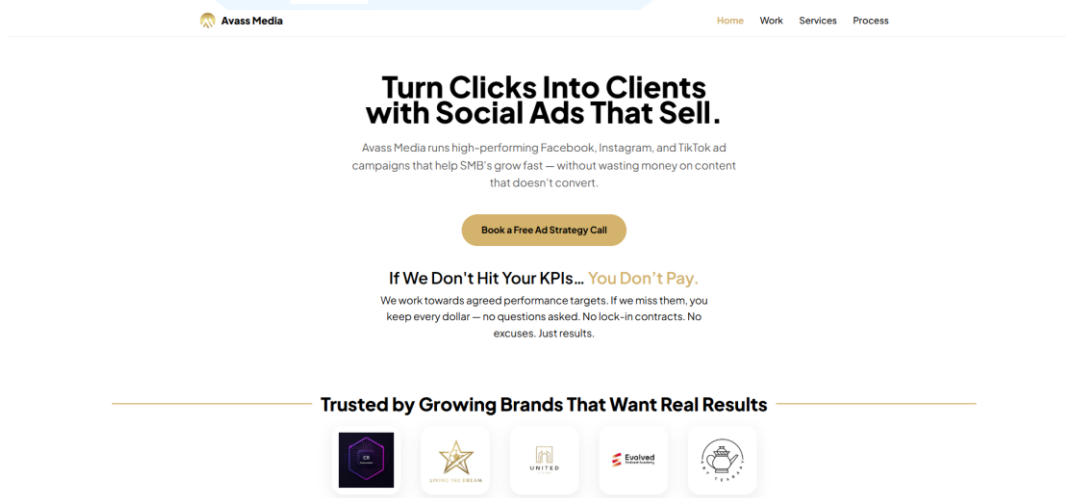 Avass Media
Home Work Services Process
Turn Clicks Into Clients
with Social Ads That Sell.
Avass Media runs high-performing Facebook, Instagram, and TikTok ad
campaigns that help SMB's grow fast — without wasting money on content
that doesn't convert.
Book a Free Ad Strategy Call
If We Don't Hit Your KPIs... You Don't Pay.
We work towards agreed performance targets. If we miss them, you
keep every dollar — no questions asked. No lock-in contracts. No
excuses. Just results.
Trusted by Growing Brands That Want Real Results
CR
LIVING THE DREAM
UNITED
Evolved